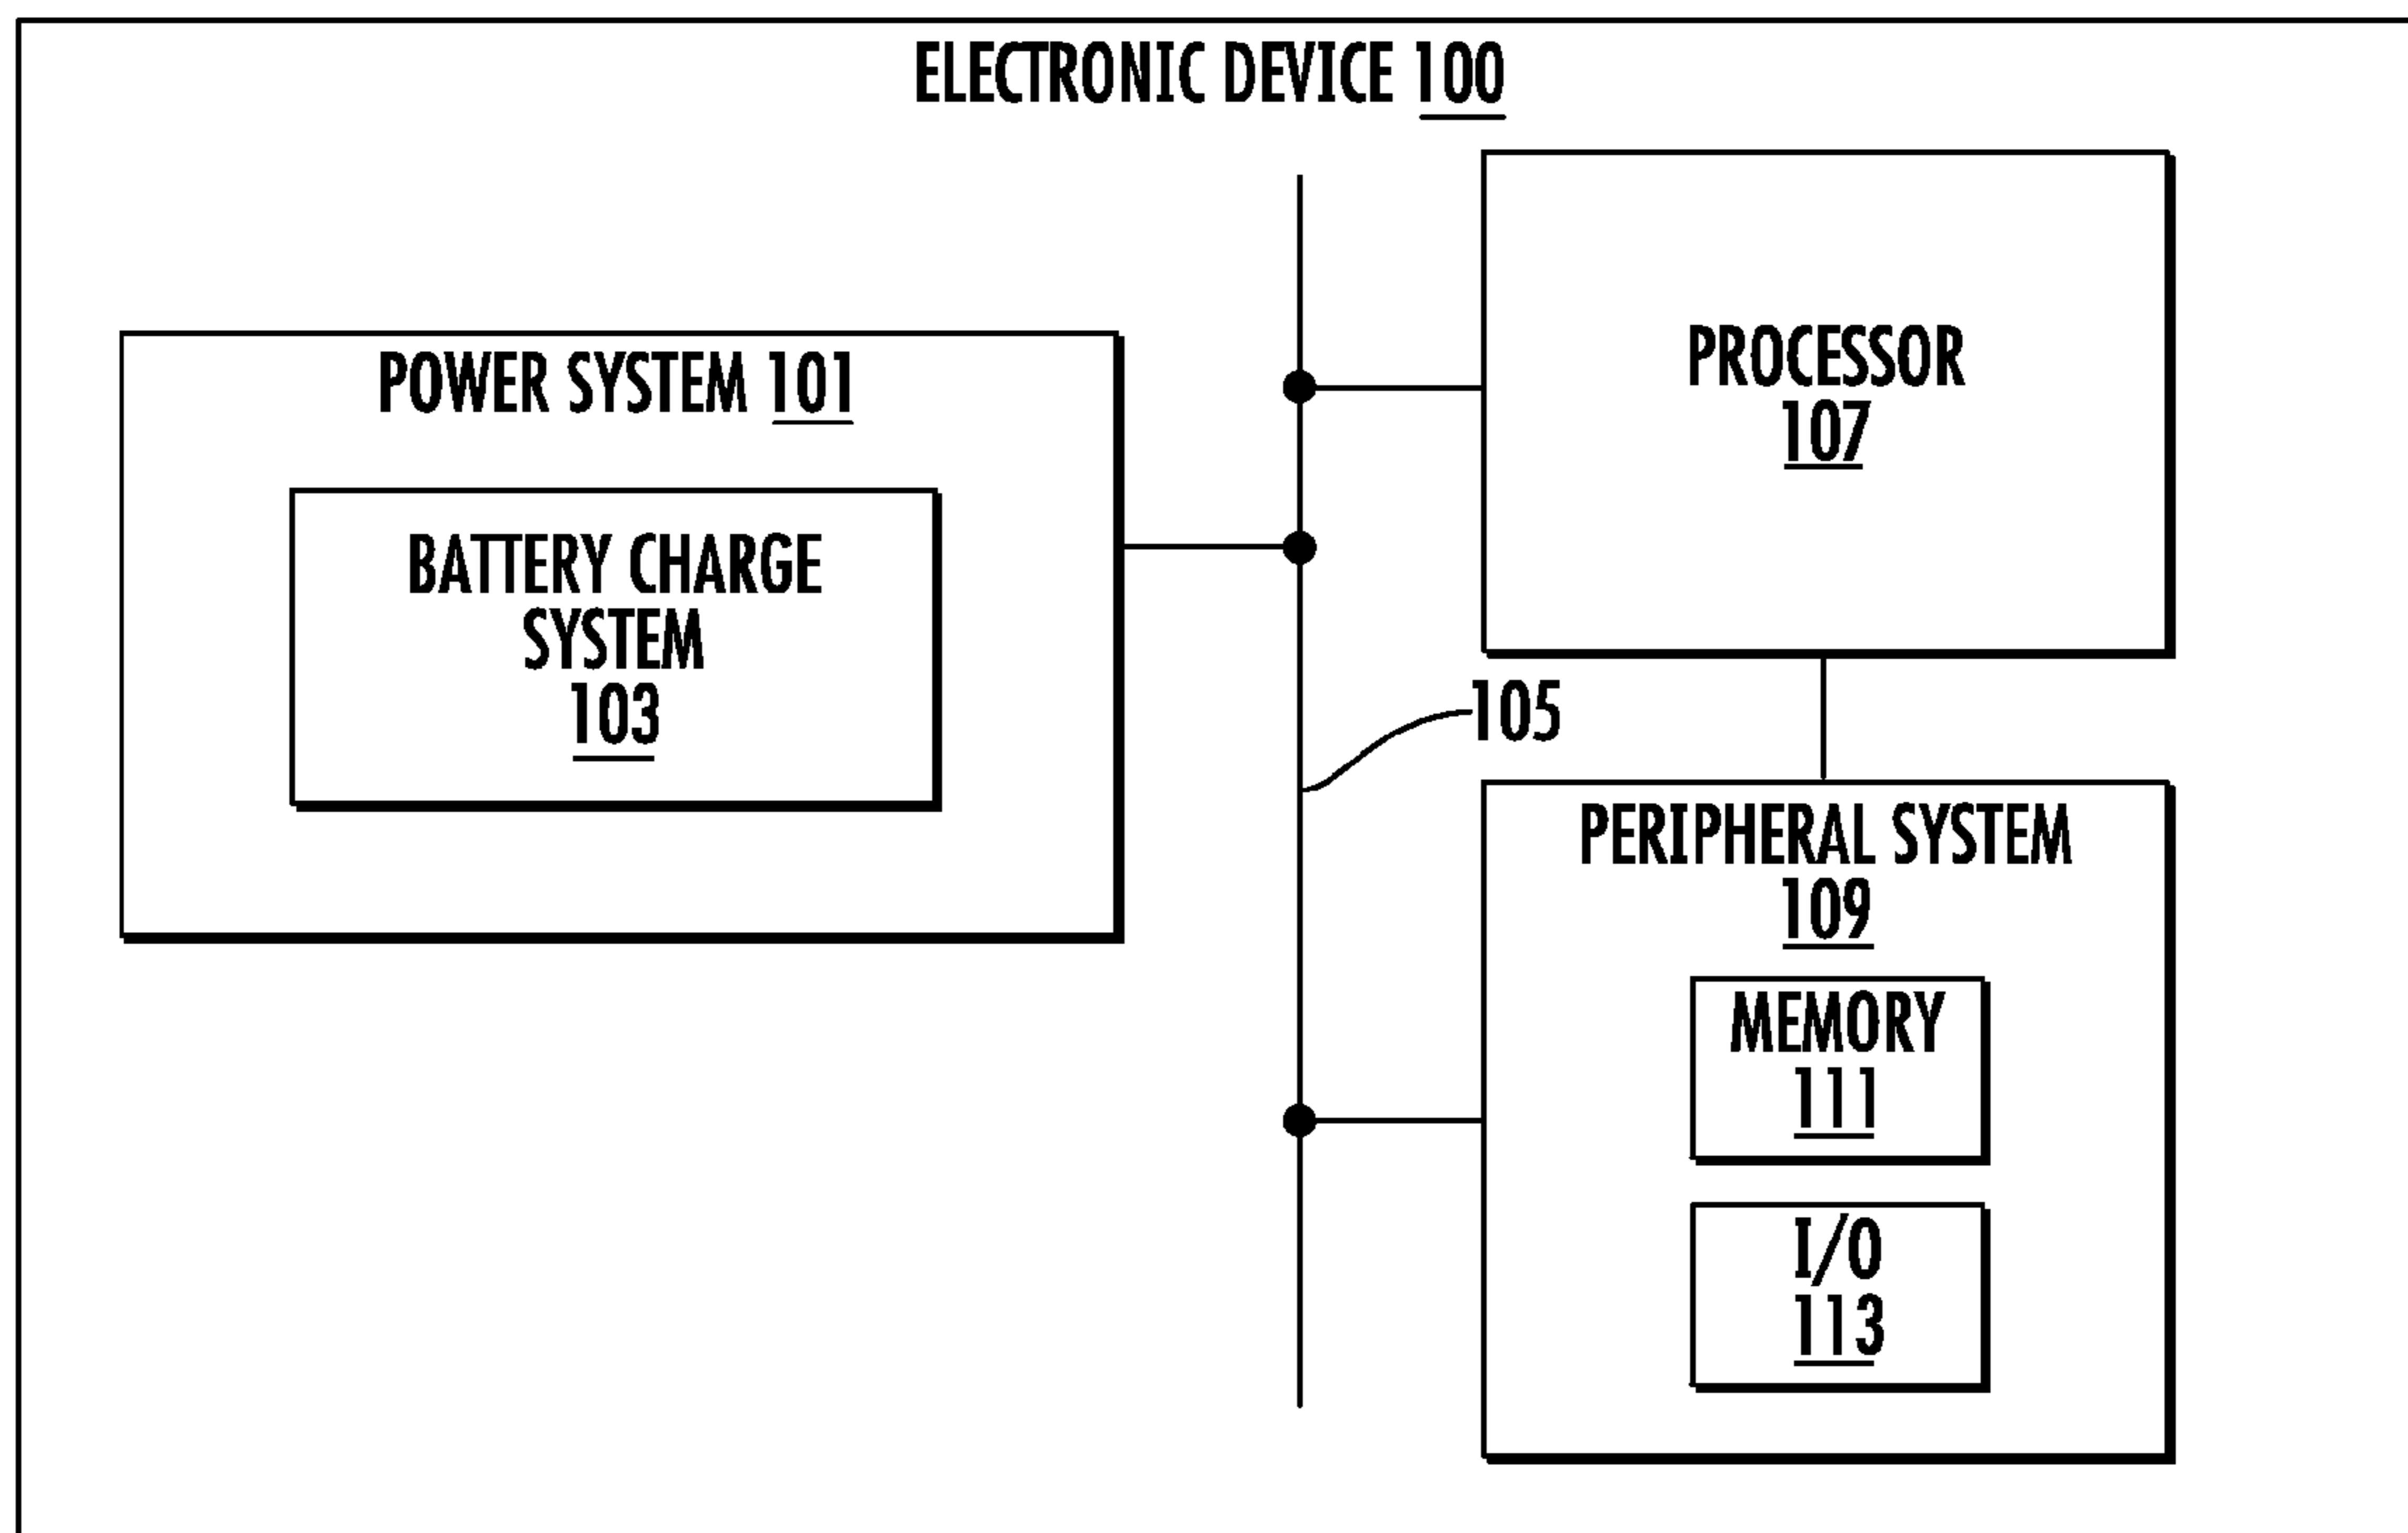 ELECTRONIC DEVICE 100
POWER SYSTEM 101
BATTERY CHARGE
SYSTEM
103
PROCESSOR
107
105
PERIPHERAL SYSTEM
109
MEMORY
111
I/O
113